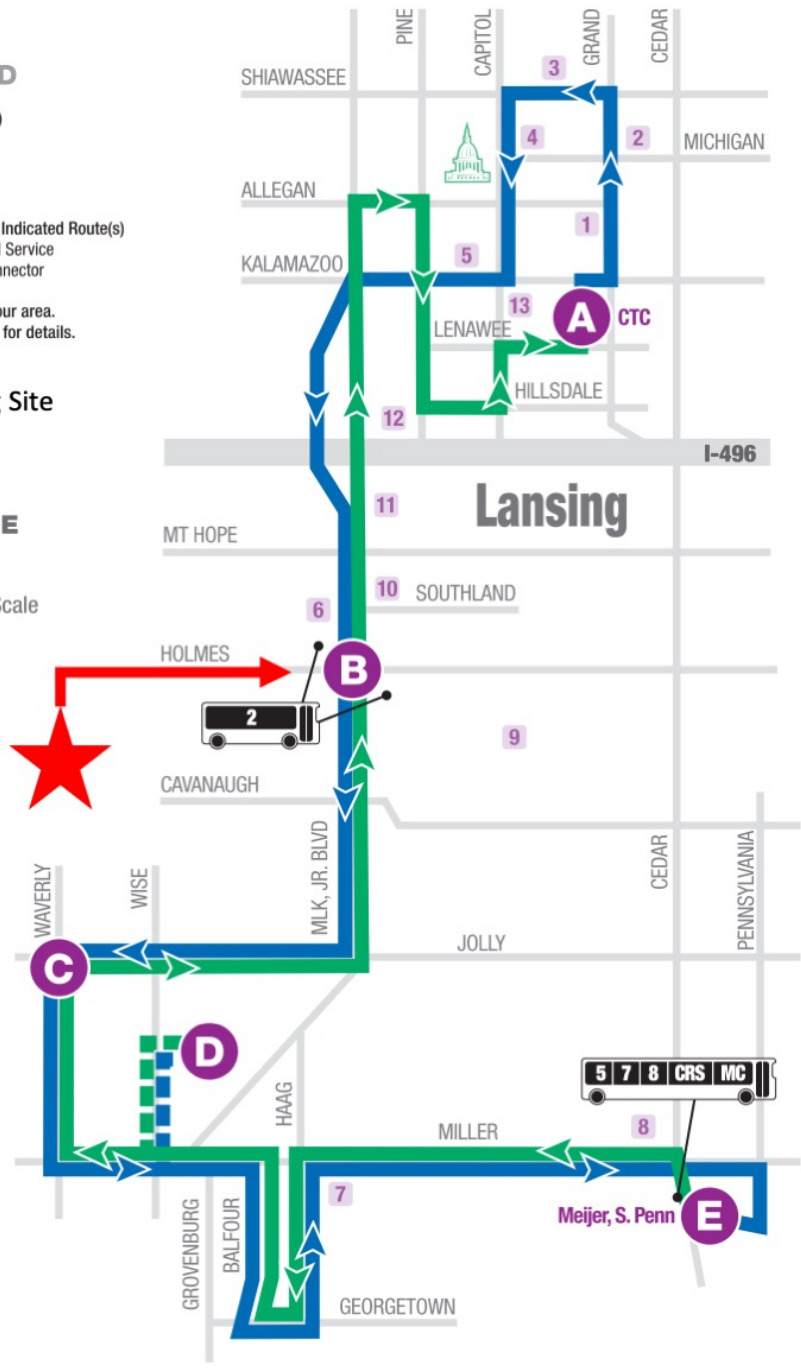 PINE
CAPITOL
GRAND
CEDAR
D
)
SHIAWASSEE
3
4
2
MICHIGAN
ALLEGAN
Indicated Route(s)
Service
nnector
1
KALAMAZOO
5
our area.
for details.
13
A
CTC
LENAWEE
HILLSDALE
Site
12
I-496
11
Lansing
E
MT HOPE
10
SOUTHLAND
Scale
6
HOLMES
B
2
9
CAVANAUGH
WAVERLY
WISE
MLK, JR. BLVD
CEDAR
PENNSYLVANIA
JOLLY
C
D
5 7 8 CRS MC
HAAG
MILLER
8
7
GROVENBURG
BALFOUR
Meijer, S. Penn
E
GEORGETOWN